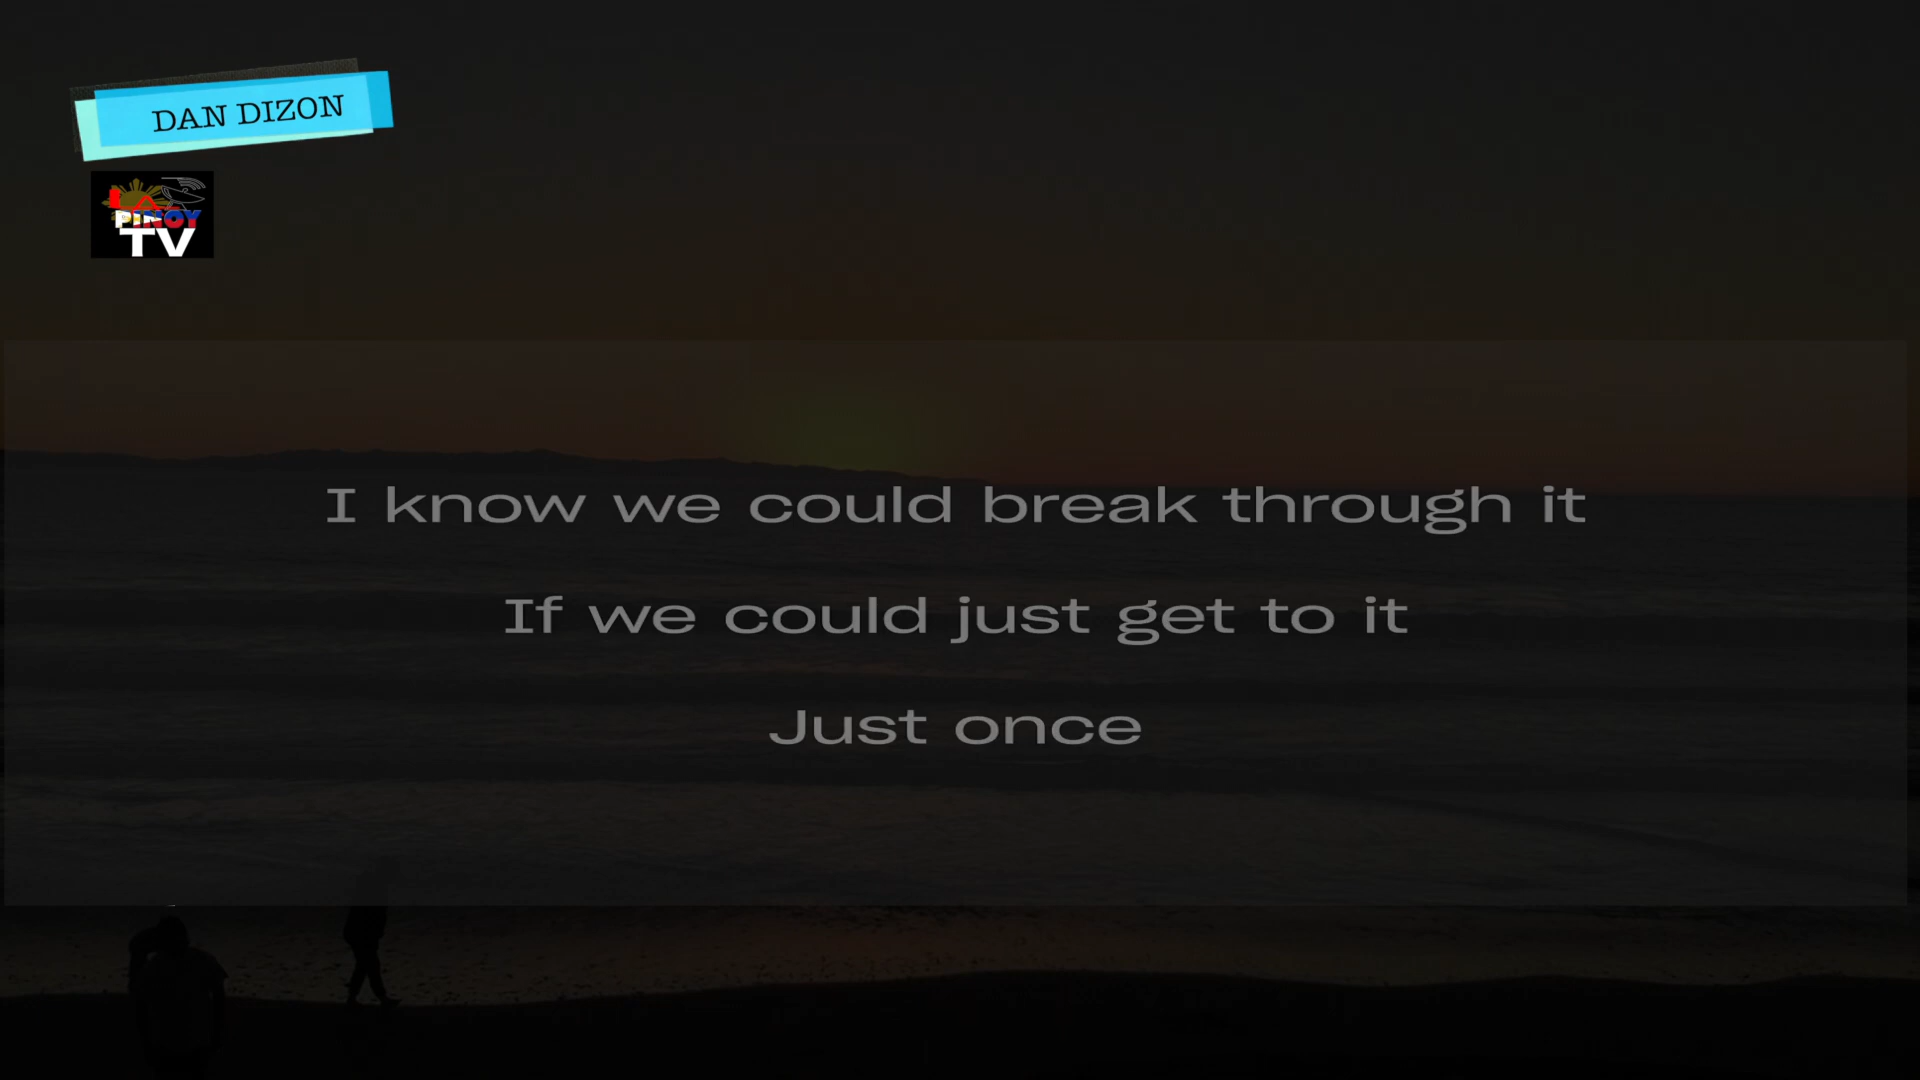 DAN DIZON
PINOY
TV
I know we could break through it
If we could just get to it
Just once